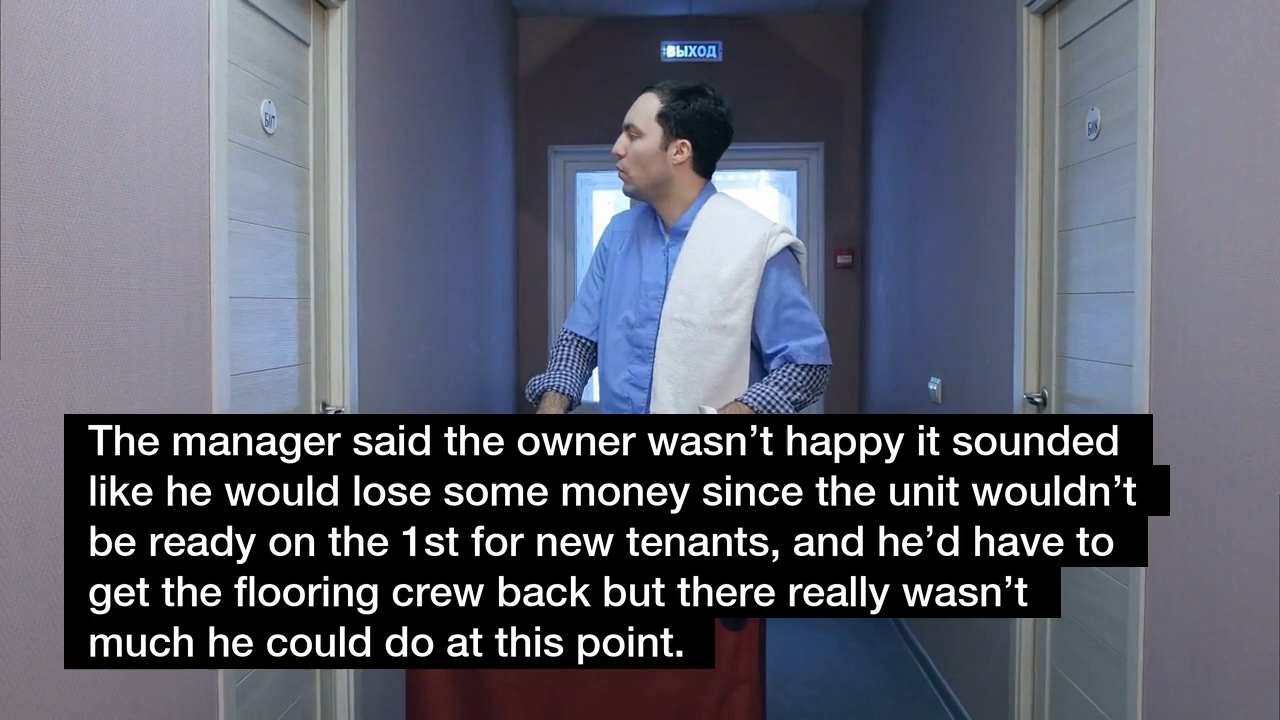 ВЫХОД
The manager said the owner wasn’t happy it sounded
like he would lose some money since the unit wouldn’t
be ready on the 1st for new tenants, and he’d have to
get the flooring crew back but there really wasn’t
much he could do at this point.